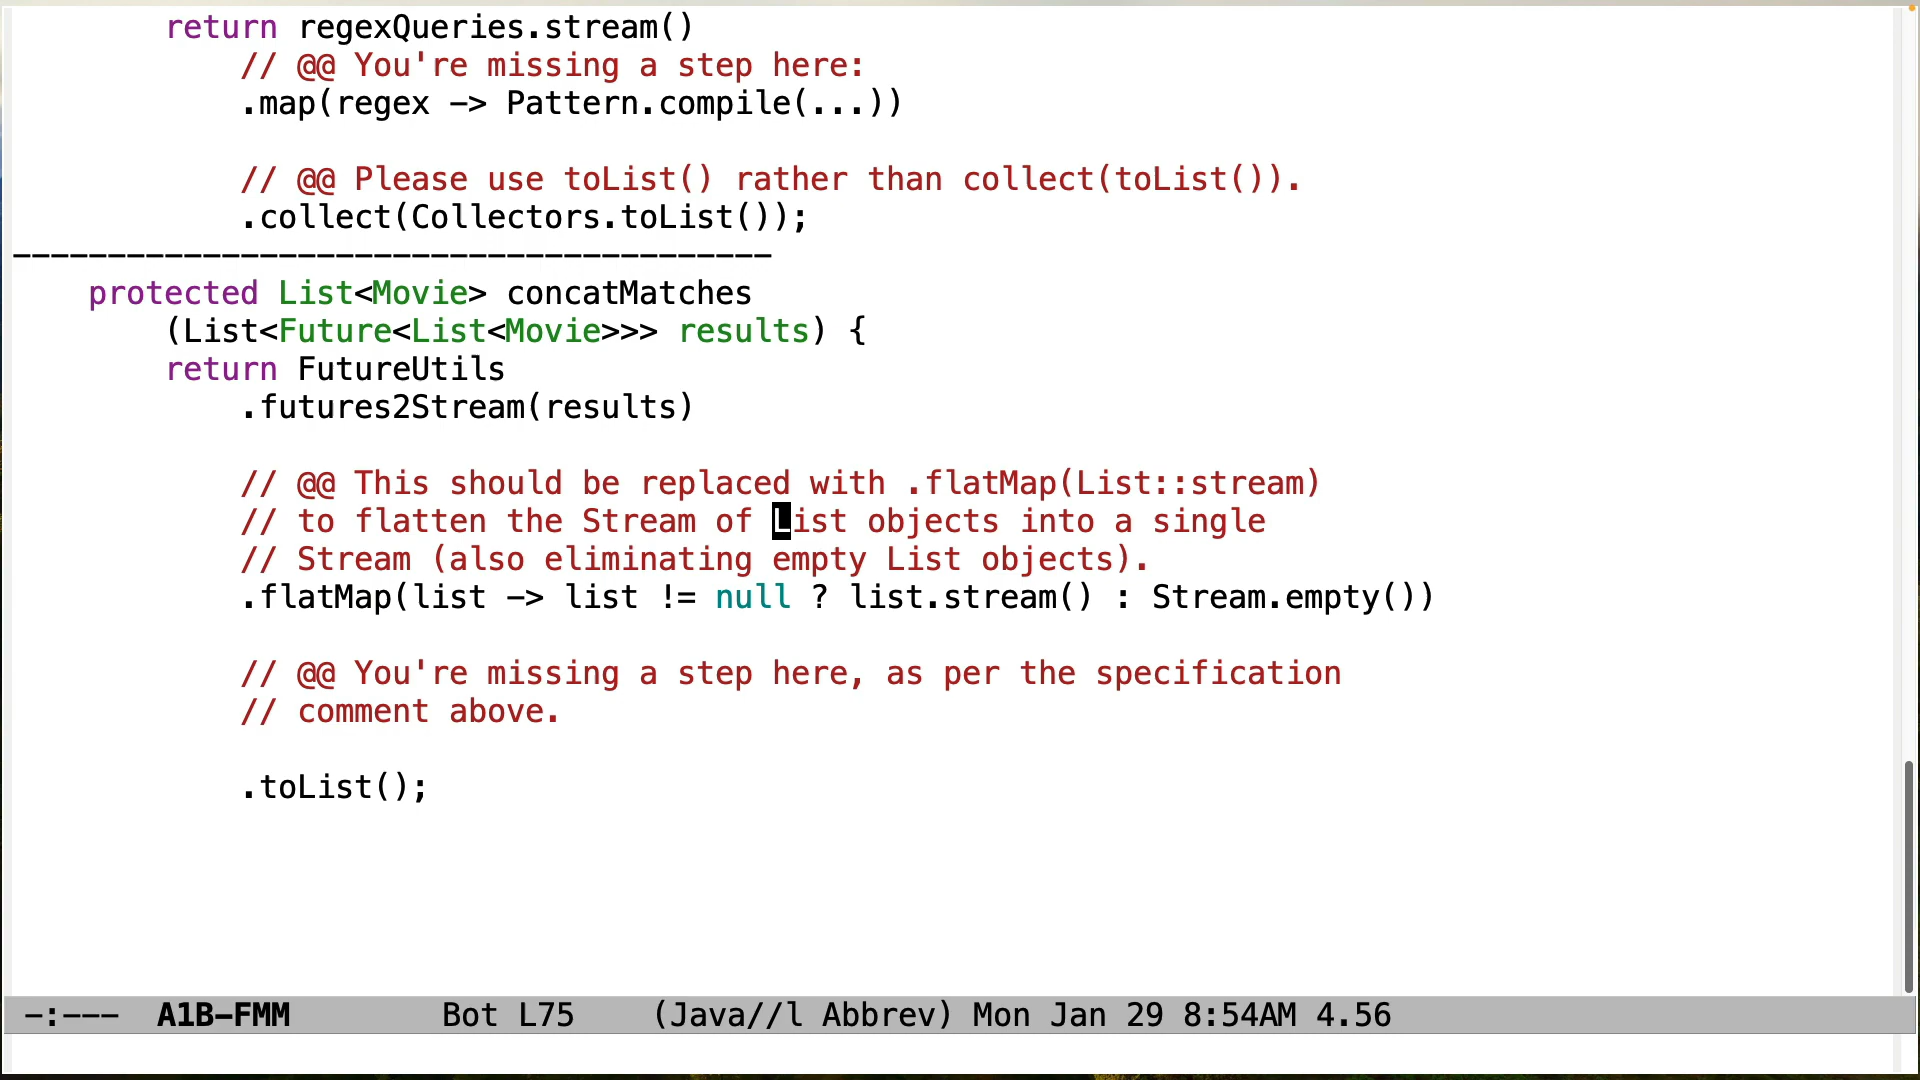 return regexQueries.stream()
// @@ You're missing a step here:
.map(regex -> Pattern.compile(...))
// @@ Please use toList() rather than collect(toList()).
.collect(Collectors.toList());
----------------------------------------
protected List<Movie> concatMatches
(List<Future<List<Movie>>> results) {
return FutureUtils
.futures2Stream(results)
// @@ This should be replaced with .flatMap(List::stream)
// to flatten the Stream of List objects into a single
// Stream (also eliminating empty List objects).
.flatMap(list -> list != null ? list.stream() : Stream.empty())
// @@ You're missing a step here, as per the specification
// comment above.
.toList();
-:--- A1B-FMM Bot L75 (Java//l Abbrev) Mon Jan 29 8:54AM 4.56